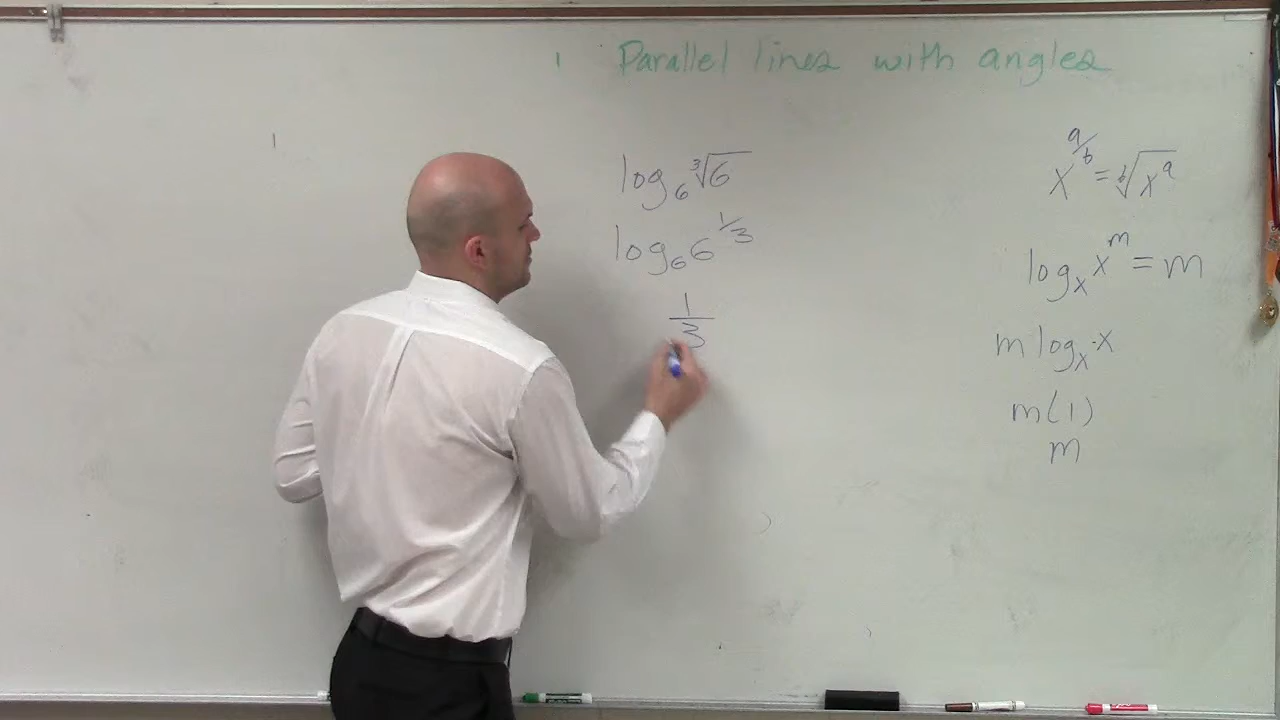 Parallel lines with angles
log₆ ∛6
log₆ 6^(1/3)
1/3
x^(a/b) = ᵇ√(x^a)
logₓ x^m = m
m logₓ x
m(1)
m